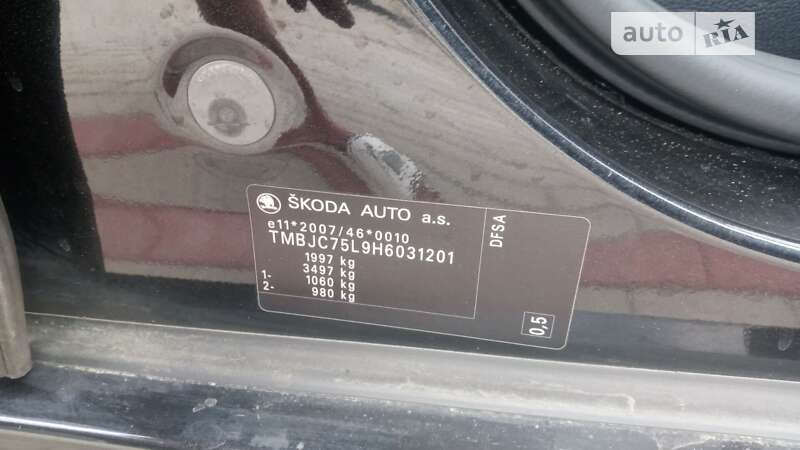 auto RIA
ŠKODA AUTO a.s.
e11*2007/46*0010
TMBJC75L9H6031201
1997 kg
3497 kg
1- 1060 kg
2- 980 kg
DFSA
0,5